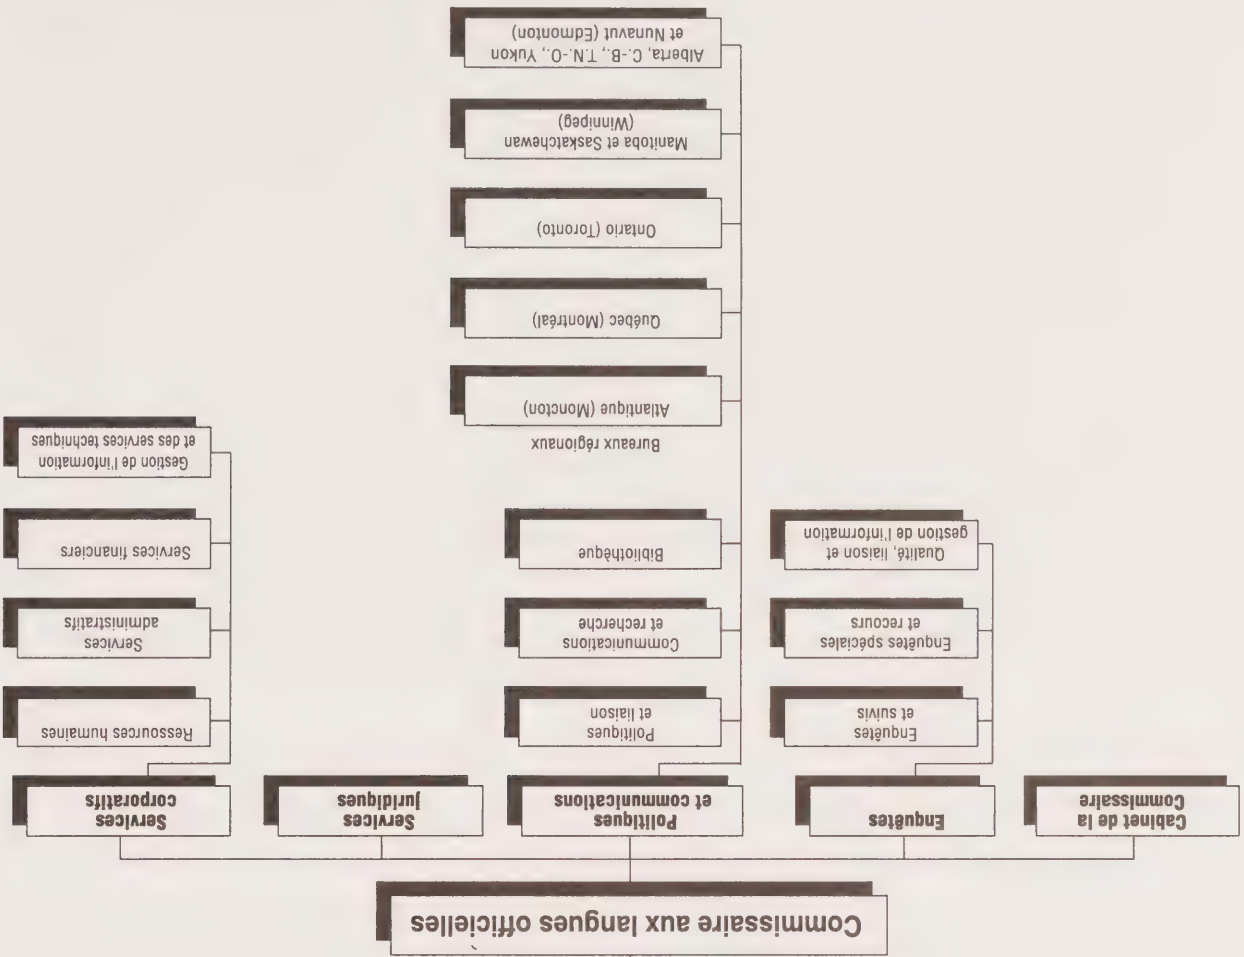 Commissaire aux langues officielles
Cabinet de la
Commissaire
Enquêtes
Politiques
et communications
Services
juridiques
Services
corporatifs
Enquêtes
et suivis
Enquêtes spéciales
et recours
Qualité, liaison et
gestion de l'information
Politiques
et liaison
Communications
et recherche
Bibliothèque
Bureaux régionaux
Atlantique (Moncton)
Québec (Montréal)
Ontario (Toronto)
Manitoba et Saskatchewan
(Winnipeg)
Alberta, C.-B., T.N.-O., Yukon
et Nunavut (Edmonton)
Ressources humaines
Services
administratifs
Services financiers
Gestion de l'information
et des services techniques